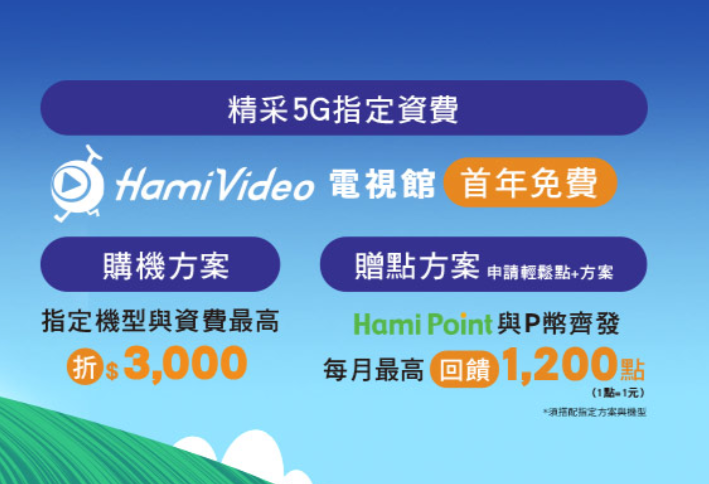 精采5G指定資費
HamiVideo 電視館 首年免費
購機方案
指定機型與資費最高
折$3,000
贈點方案 申請輕鬆點+方案
Hami Point與P幣齊發
每月最高 回饋 1,200點
(1點=1元)
*須搭配指定方案與機型